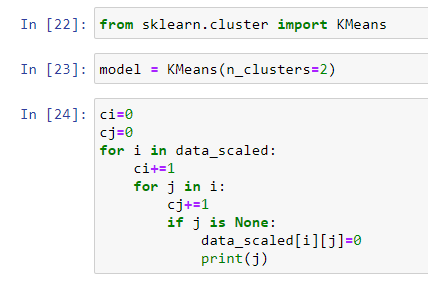 In [22]: from sklearn.cluster import KMeans
In [23]: model = KMeans(n_clusters=2)
In [24]: ci=0
cj=0
for i in data_scaled:
    ci+=1
    for j in i:
        cj+=1
        if j is None:
            data_scaled[i][j]=0
            print(j)